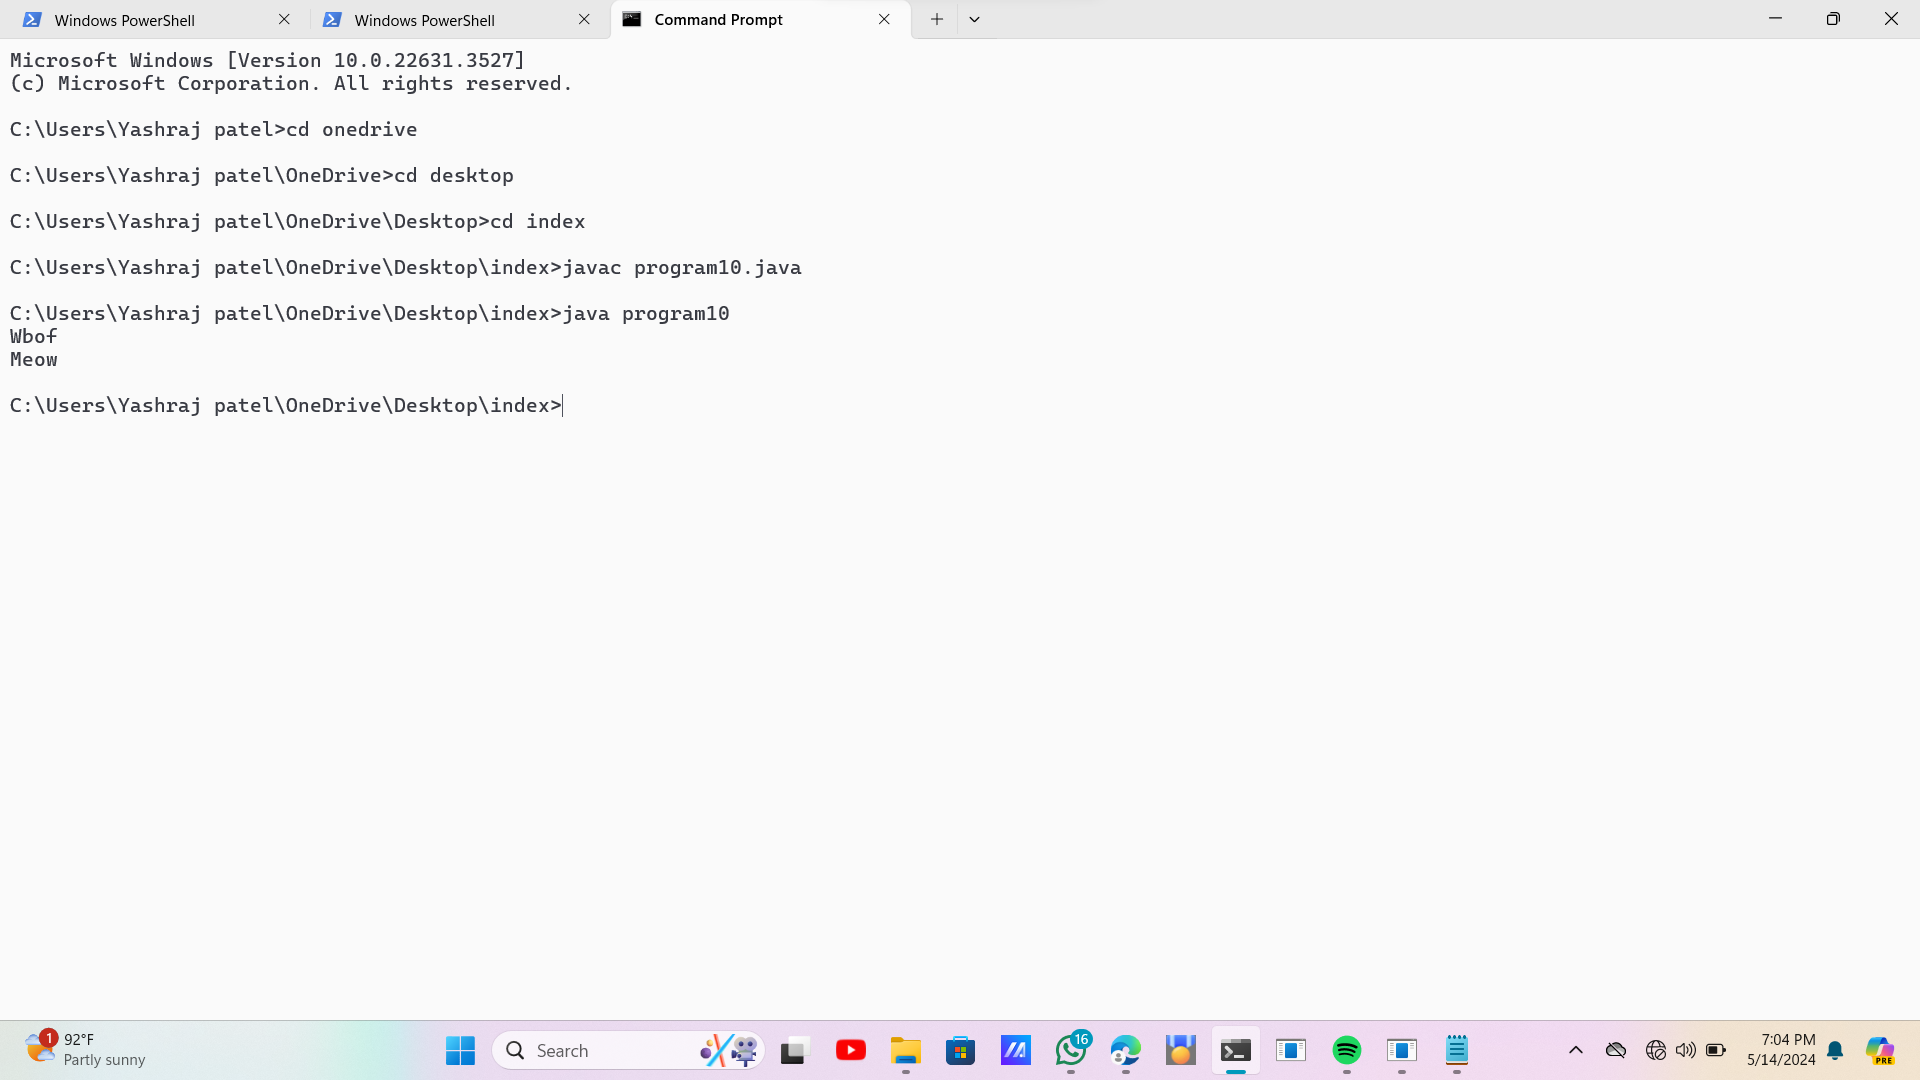 Windows PowerShell
Windows PowerShell
Command Prompt
Microsoft Windows [Version 10.0.22631.3527]
(c) Microsoft Corporation. All rights reserved.
C:\Users\Yashraj patel>cd onedrive
C:\Users\Yashraj patel\OneDrive>cd desktop
C:\Users\Yashraj patel\OneDrive\Desktop>cd index
C:\Users\Yashraj patel\OneDrive\Desktop\index>javac program10.java
C:\Users\Yashraj patel\OneDrive\Desktop\index>java program10
Wbof
Meow
C:\Users\Yashraj patel\OneDrive\Desktop\index>
1
92°F
Partly sunny
Search
16
7:04 PM
5/14/2024
PRE